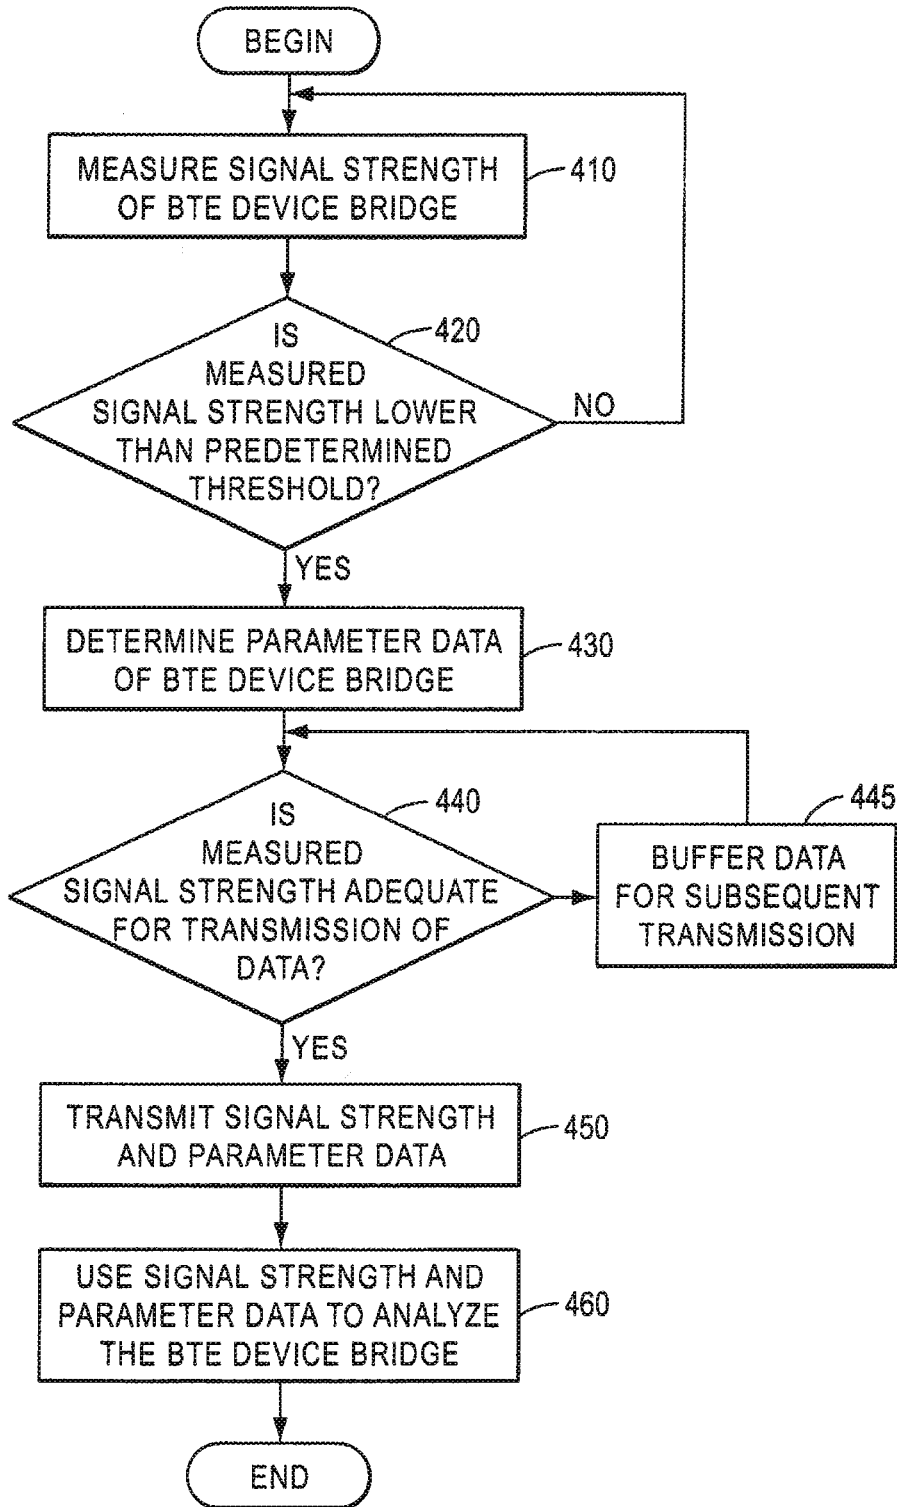 BEGIN
MEASURE SIGNAL STRENGTH
OF BTE DEVICE BRIDGE
410
IS
MEASURED
SIGNAL STRENGTH LOWER
THAN PREDETERMINED
THRESHOLD?
420
NO
YES
DETERMINE PARAMETER DATA
OF BTE DEVICE BRIDGE
430
IS
MEASURED
SIGNAL STRENGTH ADEQUATE
FOR TRANSMISSION OF
DATA?
440
445
BUFFER DATA
FOR SUBSEQUENT
TRANSMISSION
YES
TRANSMIT SIGNAL STRENGTH
AND PARAMETER DATA
450
USE SIGNAL STRENGTH AND
PARAMETER DATA TO ANALYZE
THE BTE DEVICE BRIDGE
460
END